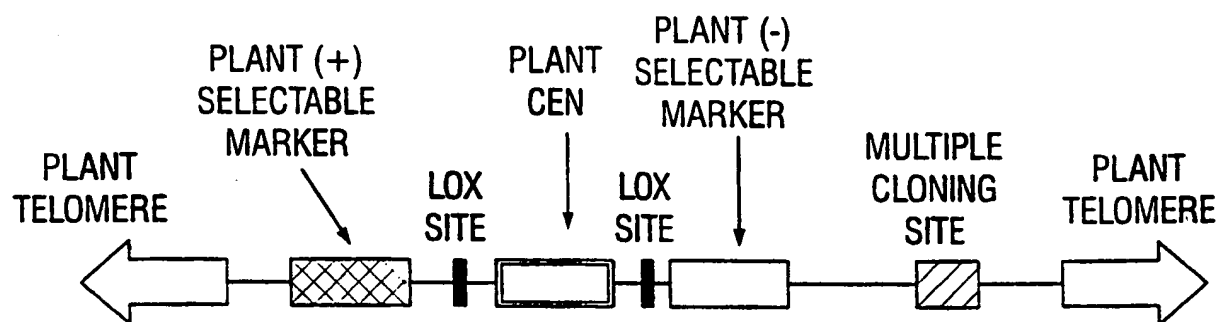 PLANT (+)
SELECTABLE
MARKER
PLANT
CEN
PLANT (-)
SELECTABLE
MARKER
PLANT
TELOMERE
LOX
SITE
LOX
SITE
MULTIPLE
CLONING
SITE
PLANT
TELOMERE